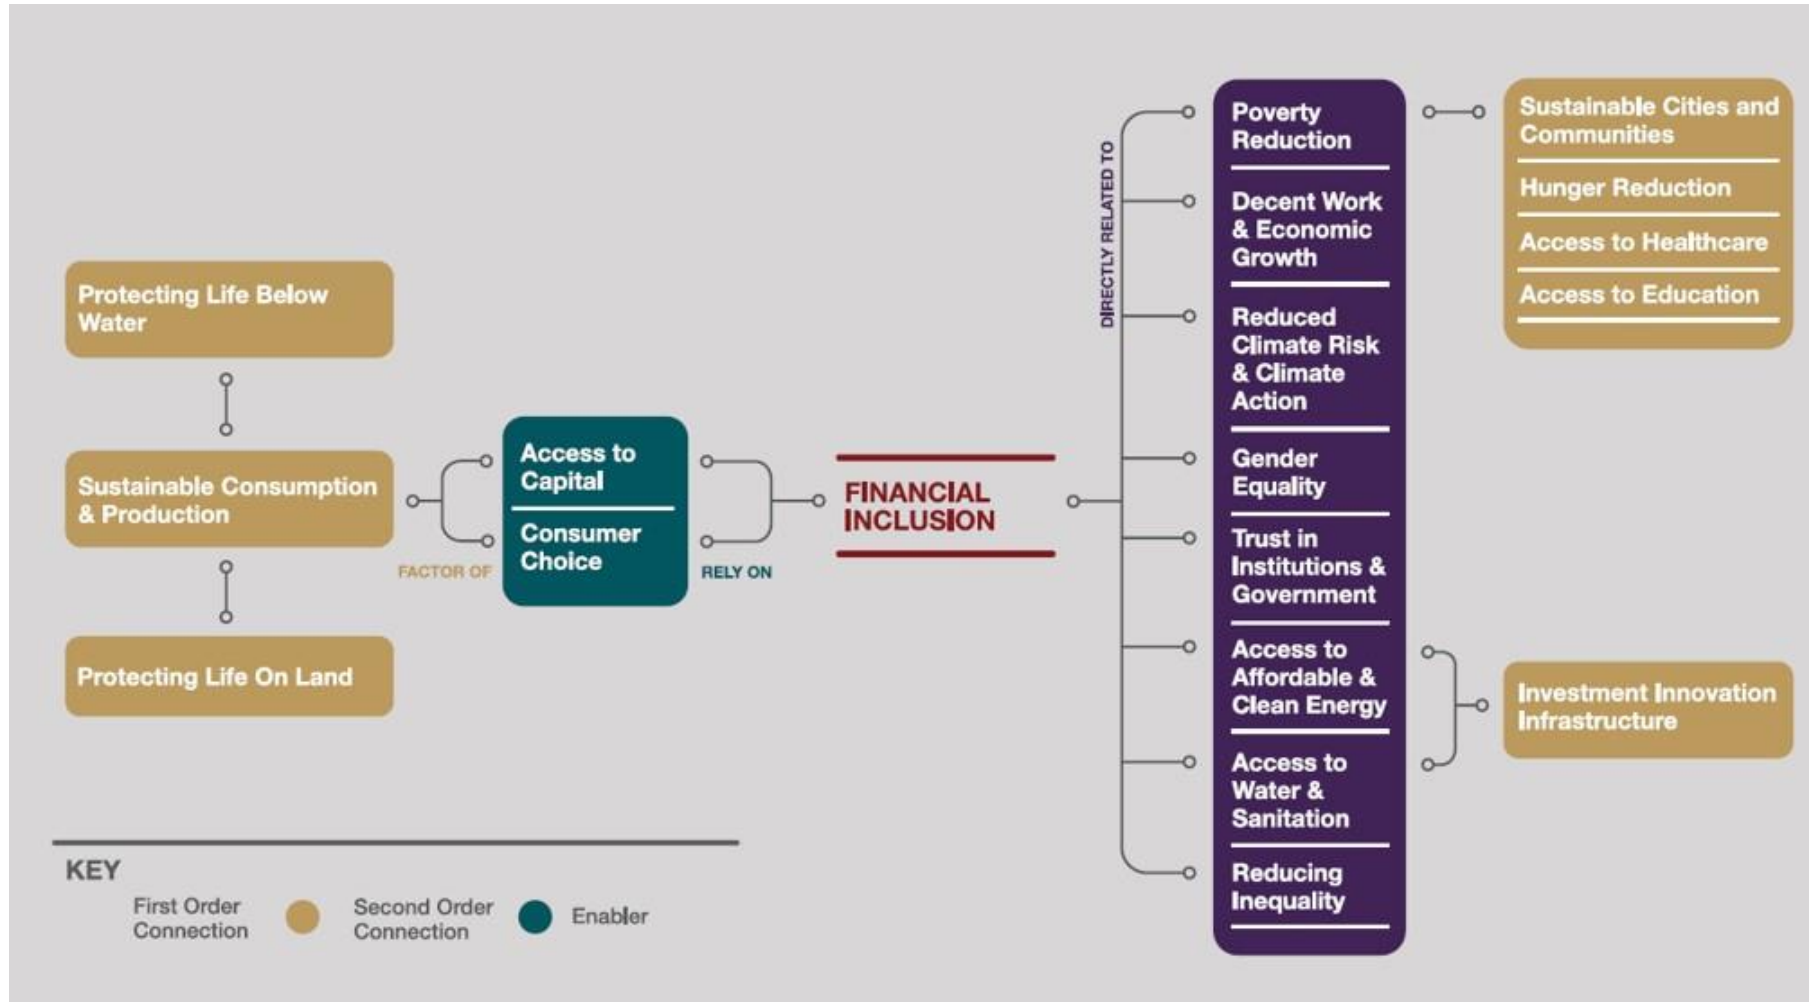 Protecting Life Below
Water
Sustainable Consumption
& Production
Protecting Life On Land
FACTOR OF
Access to
Capital
Consumer
Choice
RELY ON
FINANCIAL
INCLUSION
DIRECTLY RELATED TO
Poverty
Reduction
Decent Work
& Economic
Growth
Reduced
Climate Risk
& Climate
Action
Gender
Equality
Trust in
Institutions &
Government
Access to
Affordable &
Clean Energy
Access to
Water &
Sanitation
Reducing
Inequality
Sustainable Cities and
Communities
Hunger Reduction
Access to Healthcare
Access to Education
Investment Innovation
Infrastructure
KEY
First Order
Connection
Second Order
Connection
Enabler